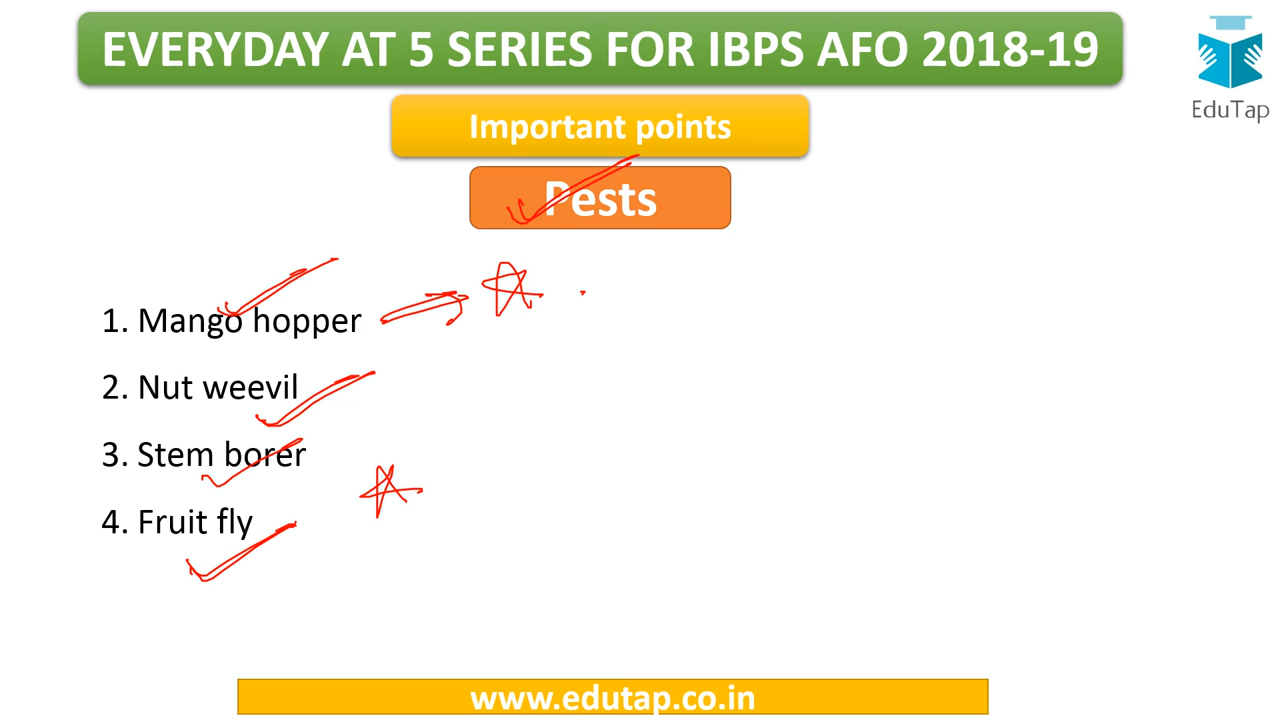 EVERYDAY AT 5 SERIES FOR IBPS AFO 2018-19
EduTap
Important points
Pests
1. Mango hopper
2. Nut weevil
3. Stem borer
4. Fruit fly
www.edutap.co.in